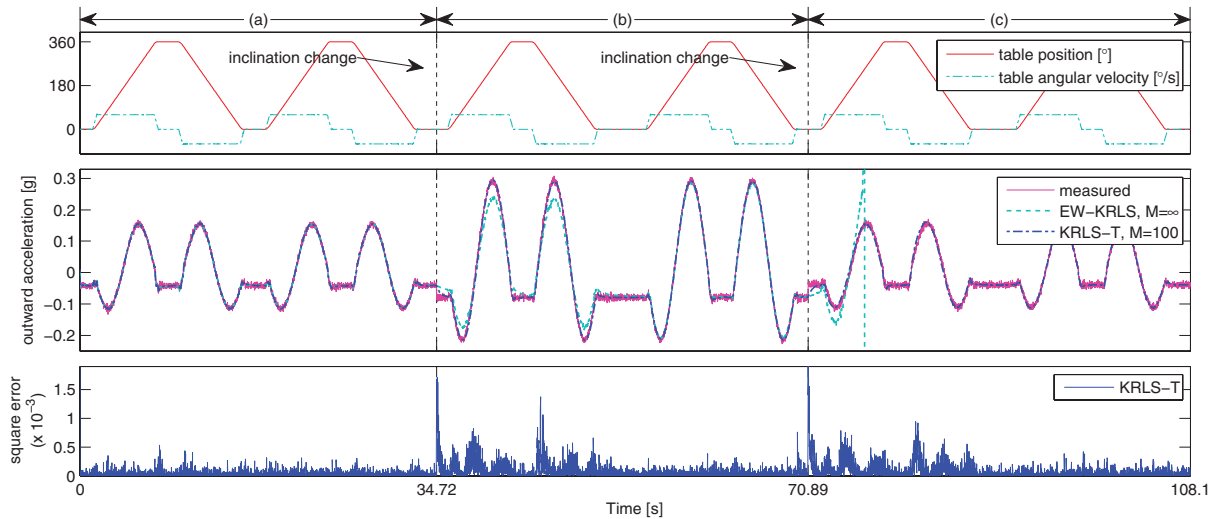 (a)
(b)
(c)
360
180
0
inclination change
inclination change
table position [°]
table angular velocity [°/s]
outward acceleration [g]
0.3
0.2
0.1
0
−0.1
−0.2
measured
EW−KRLS, M=∞
KRLS−T, M=100
square error
(x 10⁻³)
1.5
1
0.5
0
KRLS−T
0
34.72
70.89
108.1
Time [s]